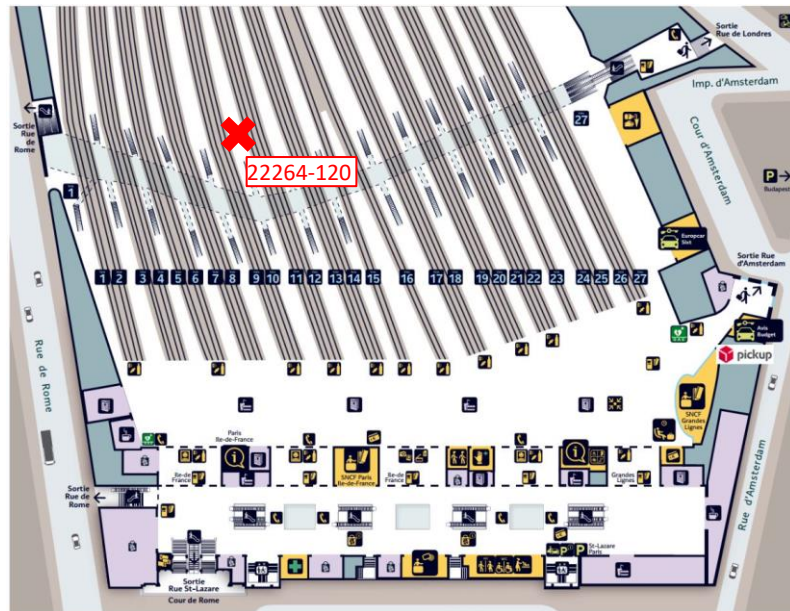 Sortie
Rue de Londres
Imp. d'Amsterdam
27
Sortie
Rue
de
Rome
22264-120
Cour d'Amsterdam
P
Budapest
1
Europcar
Sixt
Sortie Rue
d'Amsterdam
1 2 3 4 5 6 7 8 9 10 11 12 13 14 15 16 17 18 19 20 21 22 23 24 25 26 27
Avis
Budget
pickup
Rue de Rome
SNCF
Grandes
Lignes
Paris
Ile-de-France
Ile-de
France
SNCF Paris
Ile-de-France
Ile-de
France
Grandes
Lignes
Sortie
Rue de
Rome
Rue d'Amsterdam
St-Lazare
Paris
P
P
Sortie
Rue St-Lazare
Cour de Rome